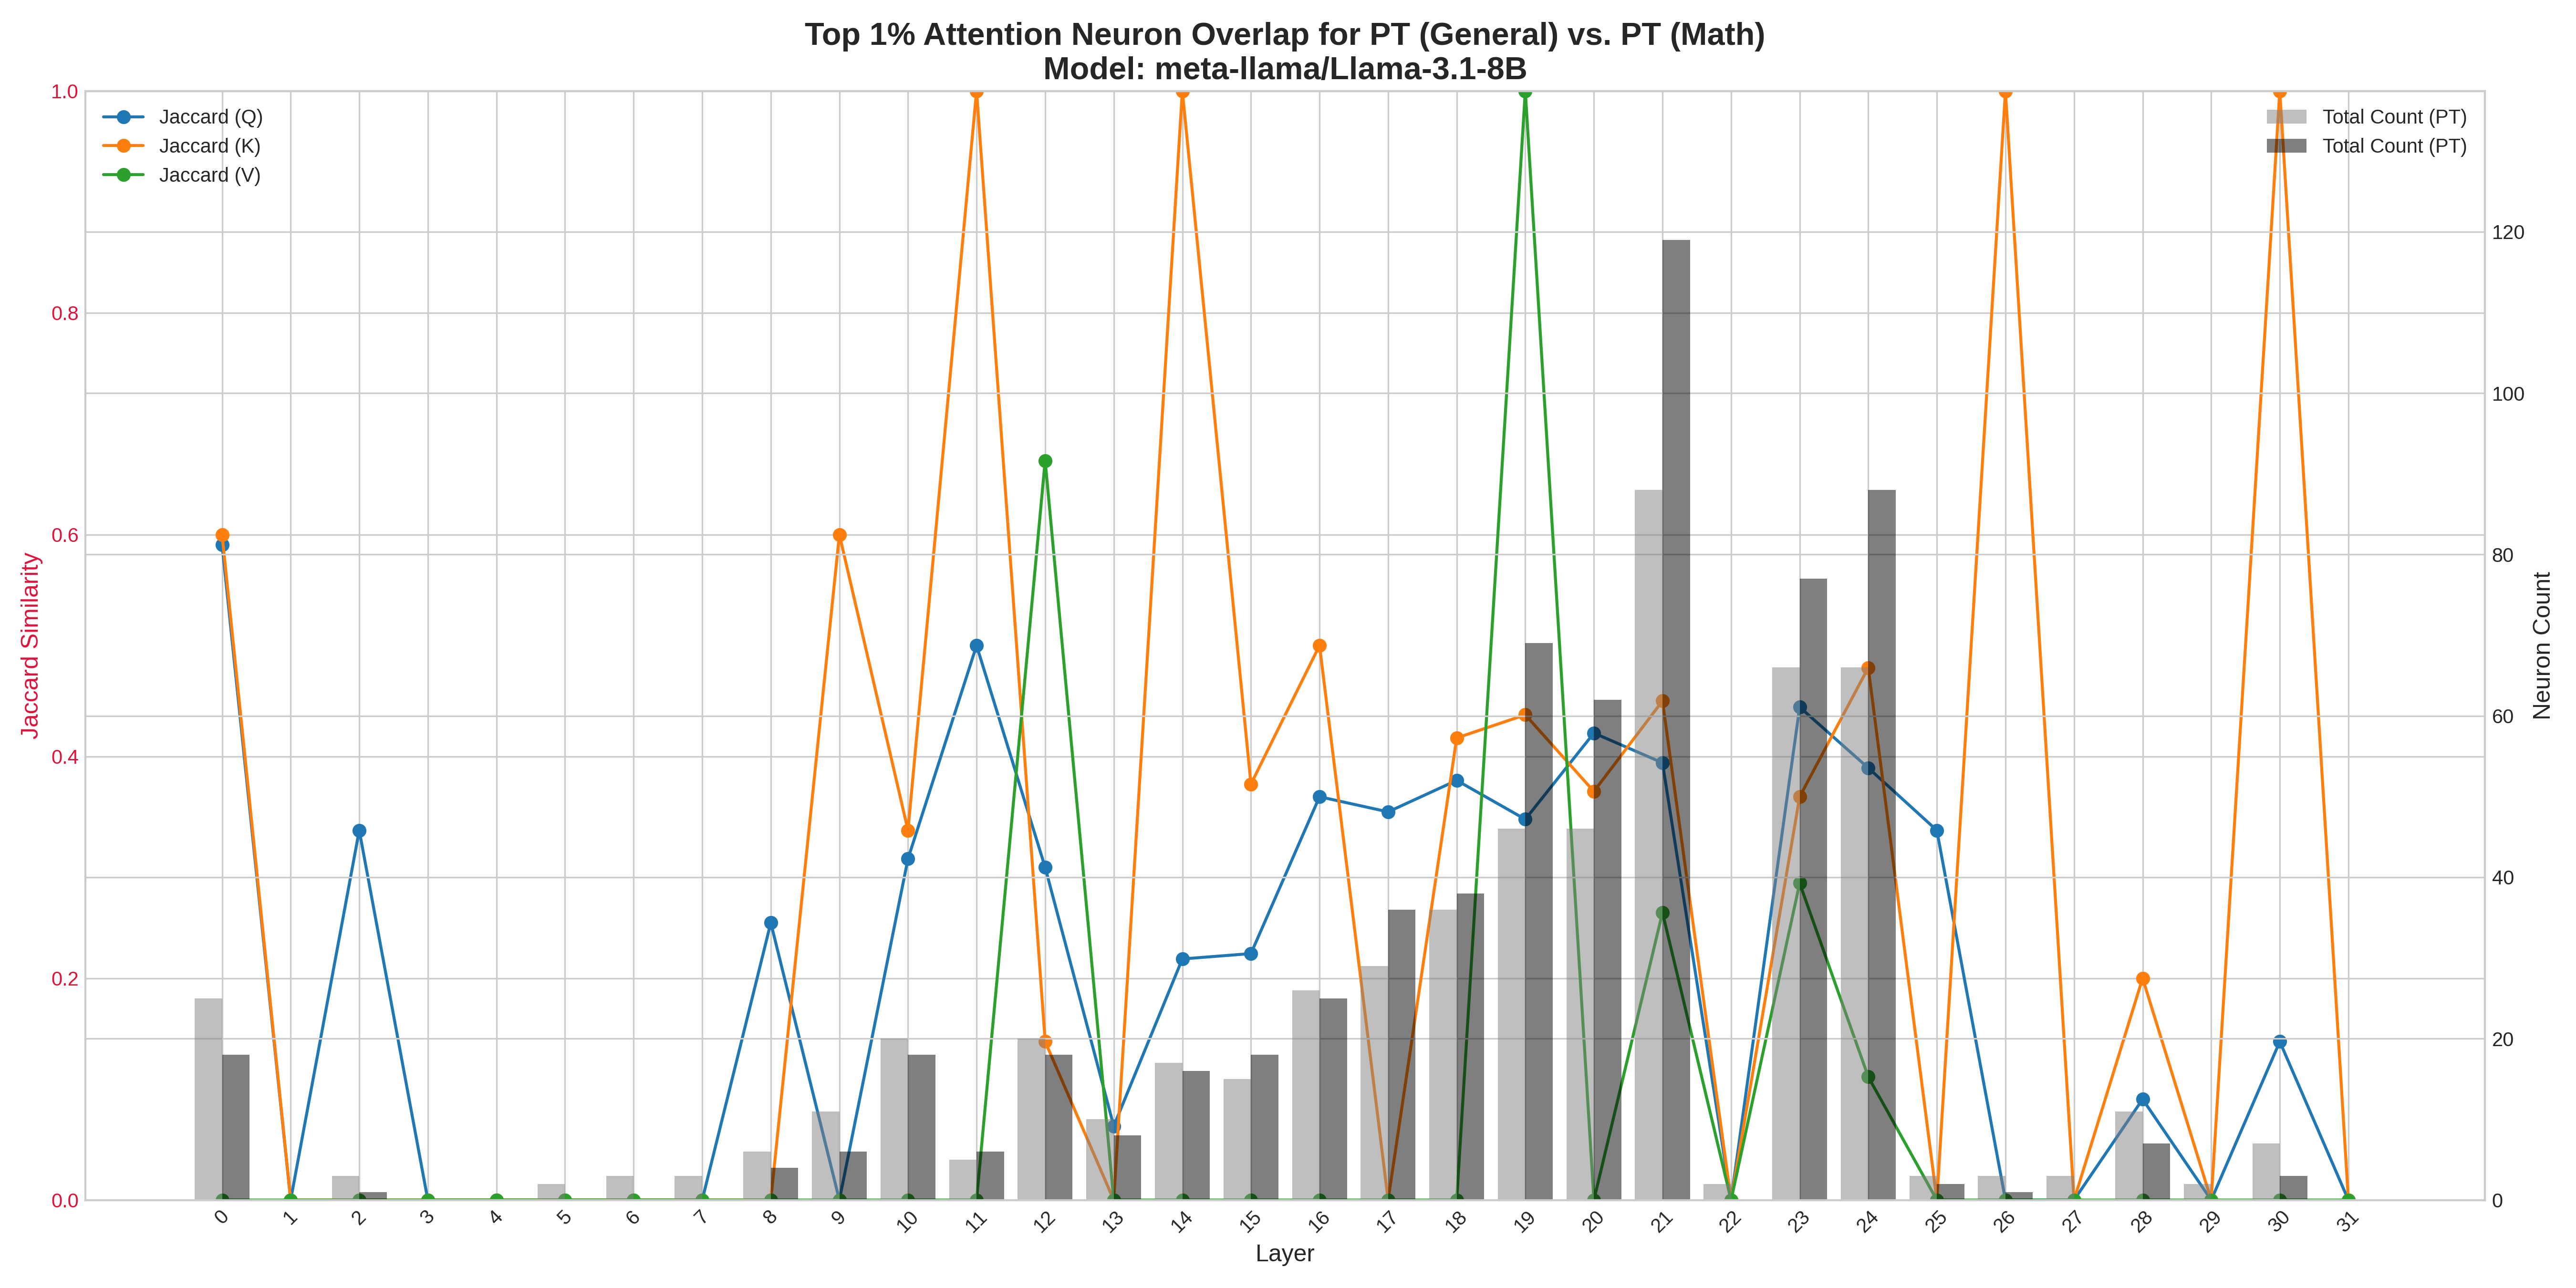 Top 1% Attention Neuron Overlap for PT (General) vs. PT (Math)
Model: meta-llama/Llama-3.1-8B
Jaccard (Q)
Jaccard (K)
Jaccard (V)
Total Count (PT)
Total Count (PT)
1.0
0.8
0.6
0.4
0.2
0.0
Jaccard Similarity
120
100
80
60
40
20
0
Neuron Count
0 1 2 3 4 5 6 7 8 9 10 11 12 13 14 15 16 17 18 19 20 21 22 23 24 25 26 27 28 29 30 31
Layer